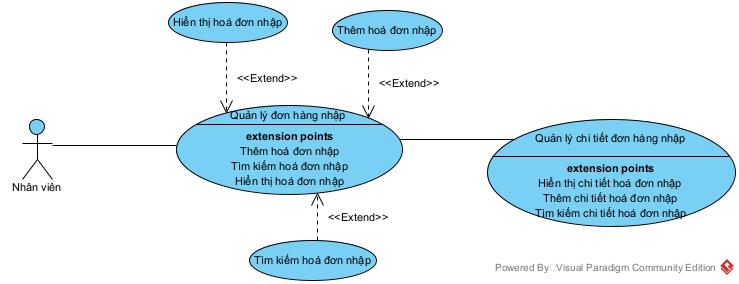 Hiển thị hoá đơn nhập
Thêm hoá đơn nhập
<<Extend>>
<<Extend>>
Quản lý đơn hàng nhập
extension points
Thêm hoá đơn nhập
Tìm kiếm hoá đơn nhập
Hiển thị hoá đơn nhập
Quản lý chi tiết đơn hàng nhập
extension points
Hiển thị chi tiết hoá đơn nhập
Thêm chi tiết hoá đơn nhập
Tìm kiếm chi tiết hoá đơn nhập
Nhân viên
<<Extend>>
Tìm kiếm hoá đơn nhập
Powered By Visual Paradigm Community Edition